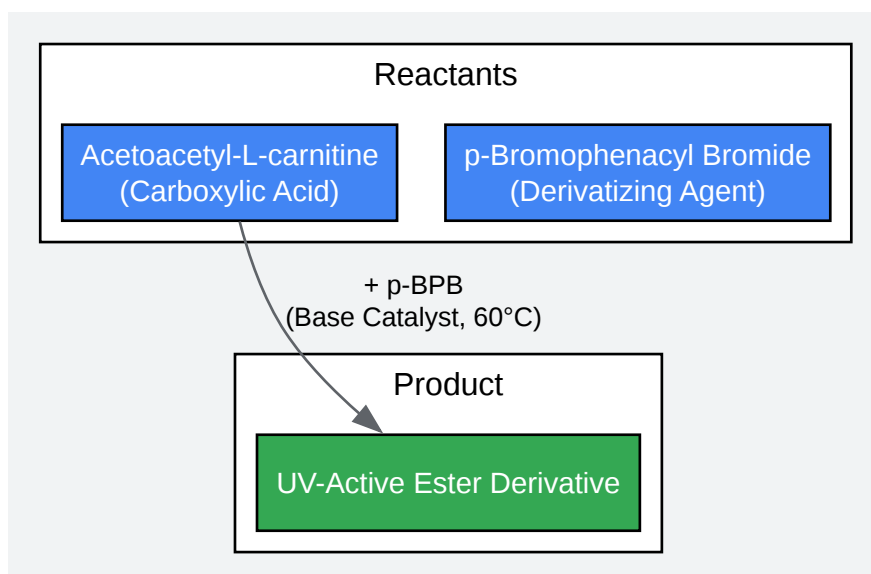 Reactants
Acetoacetyl-L-carnitine
(Carboxylic Acid)
p-Bromophenacyl Bromide
(Derivatizing Agent)
+ p-BPB
(Base Catalyst, 60°C)
Product
UV-Active Ester Derivative